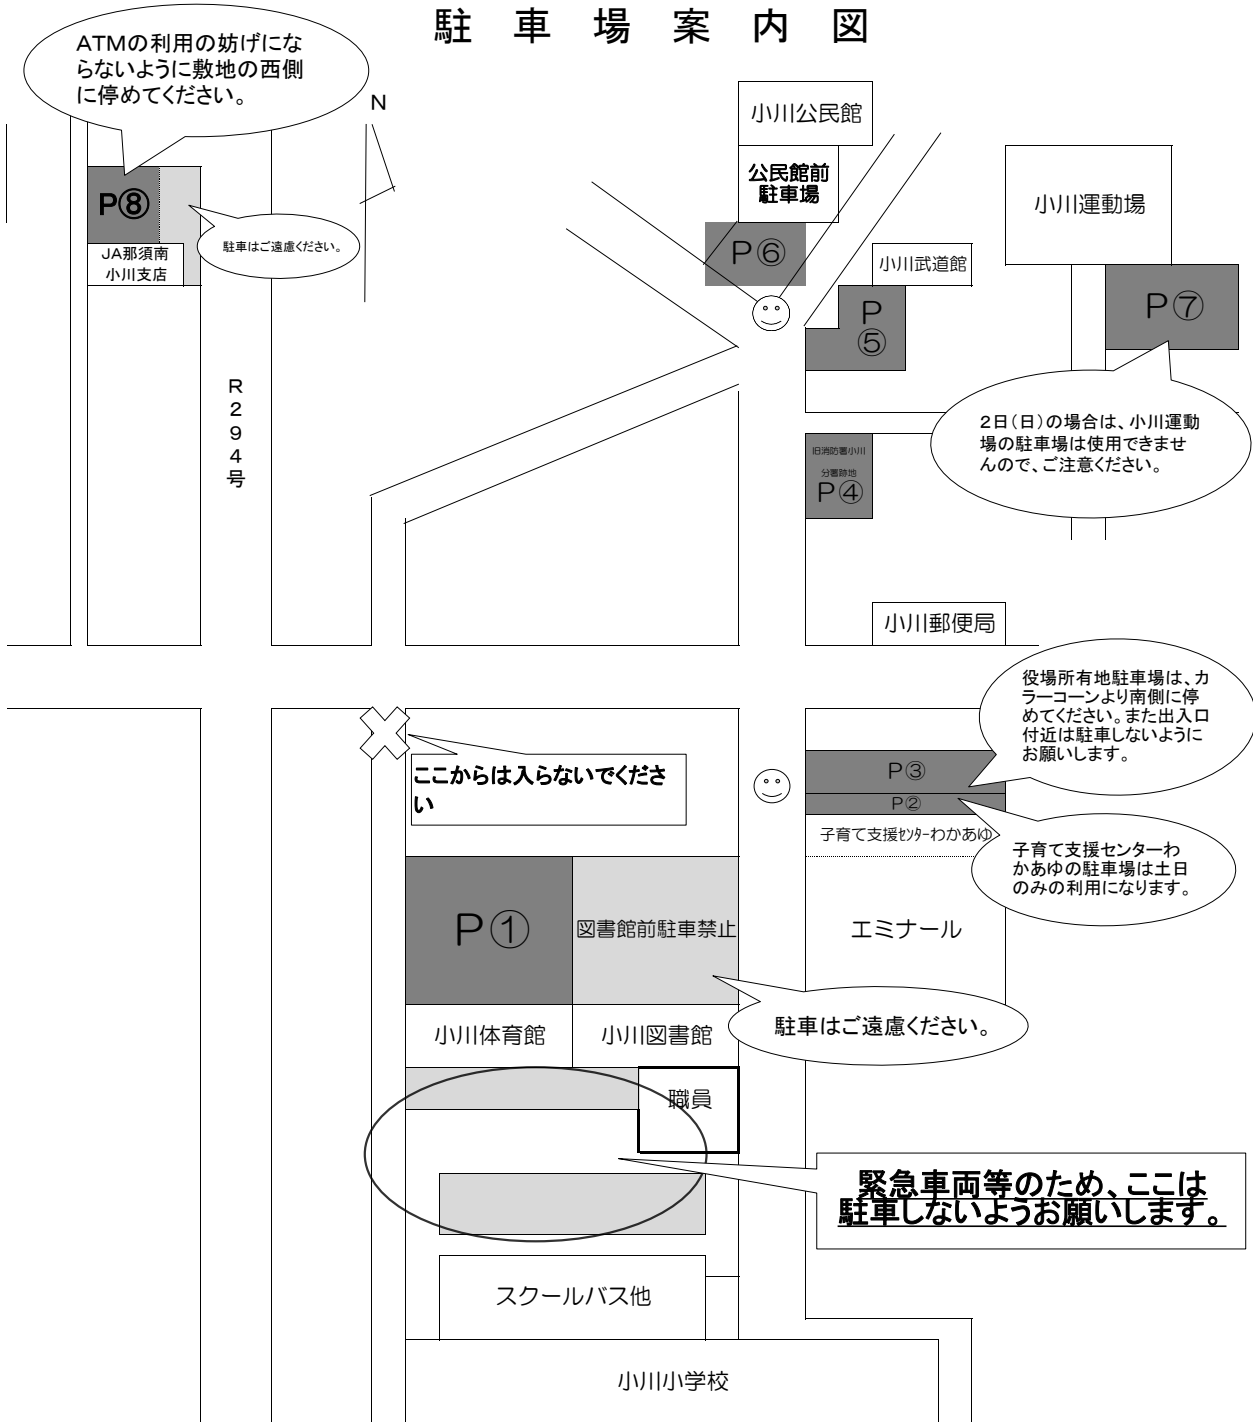 駐車場案内図
ATMの利用の妨げにな
らないように敷地の西側
に停めてください。
N
小川公民館
公民館前
駐車場
小川運動場
P⑧
駐車はご遠慮ください。
JA那須南
小川支店
P⑥
小川武道館
P
⑤
P⑦
R
2
9
4
号
2日(日)の場合は、小川運動
場の駐車場は使用できませ
んので、ご注意ください。
旧消防署小川
分署跡地
P④
小川郵便局
役場所有地駐車場は、カ
ラーコーンより南側に停
めてください。また出入口
付近は駐車しないように
お願いします。
ここからは入らないでくださ
い
P③
P②
子育て支援センターわかあゆ
子育て支援センターわ
かあゆの駐車場は土日
のみの利用になります。
P①
図書館前駐車禁止
エミナール
駐車はご遠慮ください。
小川体育館
小川図書館
職員
緊急車両等のため、ここは
駐車しないようお願いします。
スクールバス他
小川小学校